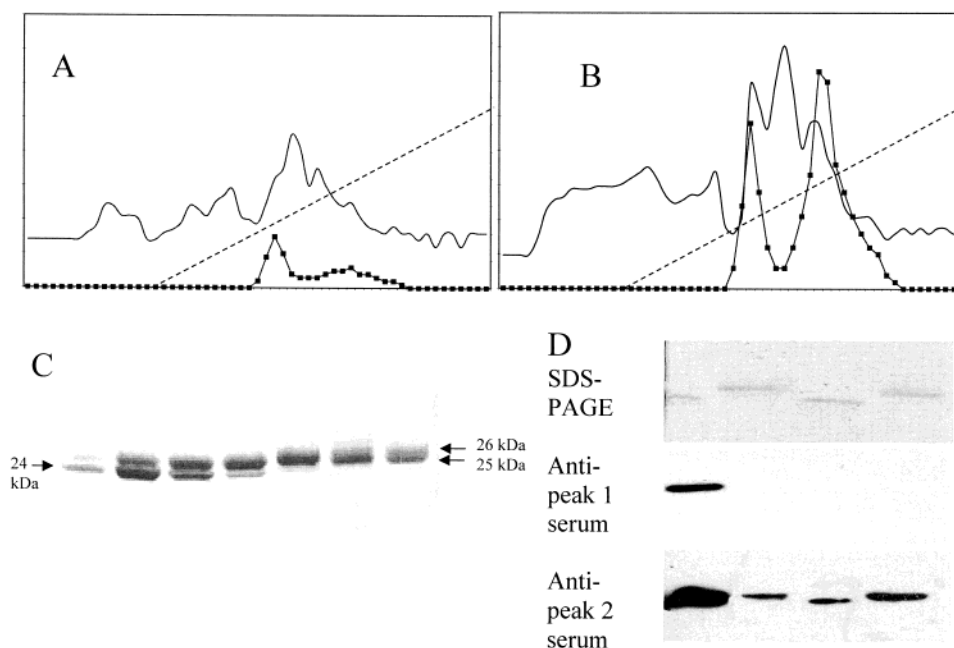 A
B
C
24
kDa
26 kDa
25 kDa
D
SDS-
PAGE
Anti-
peak 1
serum
Anti-
peak 2
serum